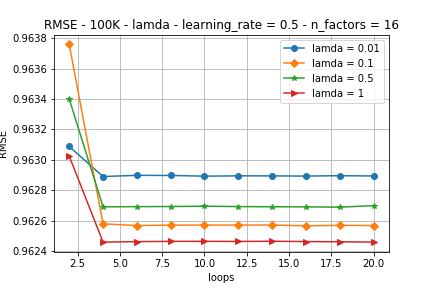 RMSE - 100K - lamda - learning_rate = 0.5 - n_factors = 16
lamda = 0.01
lamda = 0.1
lamda = 0.5
lamda = 1
0.9638
0.9636
0.9634
0.9632
0.9630
0.9628
0.9626
0.9624
RMSE
2.5 5.0 7.5 10.0 12.5 15.0 17.5 20.0
loops